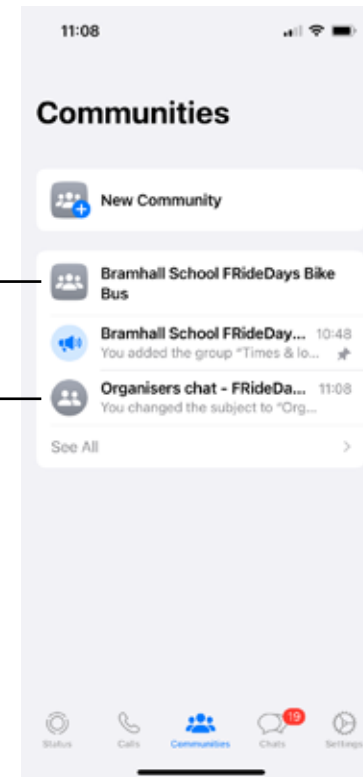 11:08
Communities
New Community
Bramhall School FRideDays Bike
Bus
Bramhall School FRideDay... 10:48
You added the group "Times & lo...
Organisers chat - FRideDa... 11:08
You changed the subject to "Org...
See All
19
Status Calls Communities Chats Settings